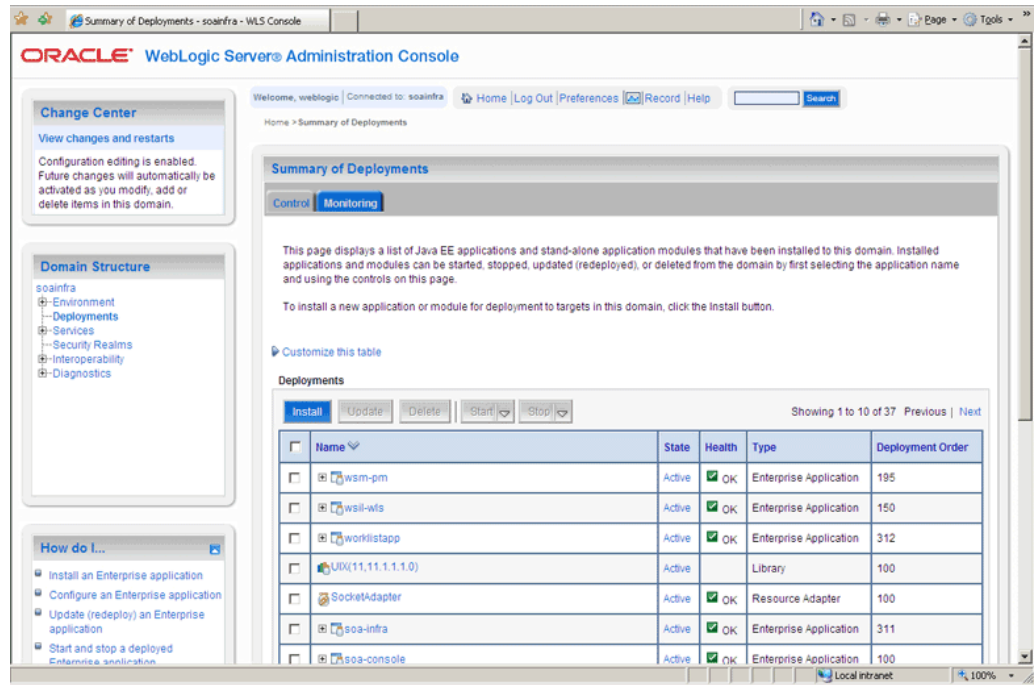 Summary of Deployments - soainfra - WLS Console
Page
Tools
ORACLE® WebLogic Server® Administration Console
Change Center
View changes and restarts
Configuration editing is enabled.
Future changes will automatically be
activated as you modify, add or
delete items in this domain.
Domain Structure
soainfra
Environment
Deployments
Services
Security Realms
Interoperability
Diagnostics
How do I...
Install an Enterprise application
Configure an Enterprise application
Update (redeploy) an Enterprise
application
Start and stop a deployed
Enterprise application
Welcome, weblogic Connected to: soainfra Home Log Out Preferences Record Help Search
Home > Summary of Deployments
Summary of Deployments
Control Monitoring
This page displays a list of Java EE applications and stand-alone application modules that have been installed to this domain. Installed
applications and modules can be started, stopped, updated (redeployed), or deleted from the domain by first selecting the application name
and using the controls on this page.
To install a new application or module for deployment to targets in this domain, click the Install button.
Customize this table
Deployments
Install Update Delete Start Stop Showing 1 to 10 of 37 Previous | Next
Name State Health Type Deployment Order
wsm-pm Active OK Enterprise Application 195
wsil-wls Active OK Enterprise Application 150
worklistapp Active OK Enterprise Application 312
UIX(11,11.1.1.1.0) Active Library 100
SocketAdapter Active OK Resource Adapter 100
soa-infra Active OK Enterprise Application 311
soa-console Active OK Enterprise Application 100
Local intranet 100%